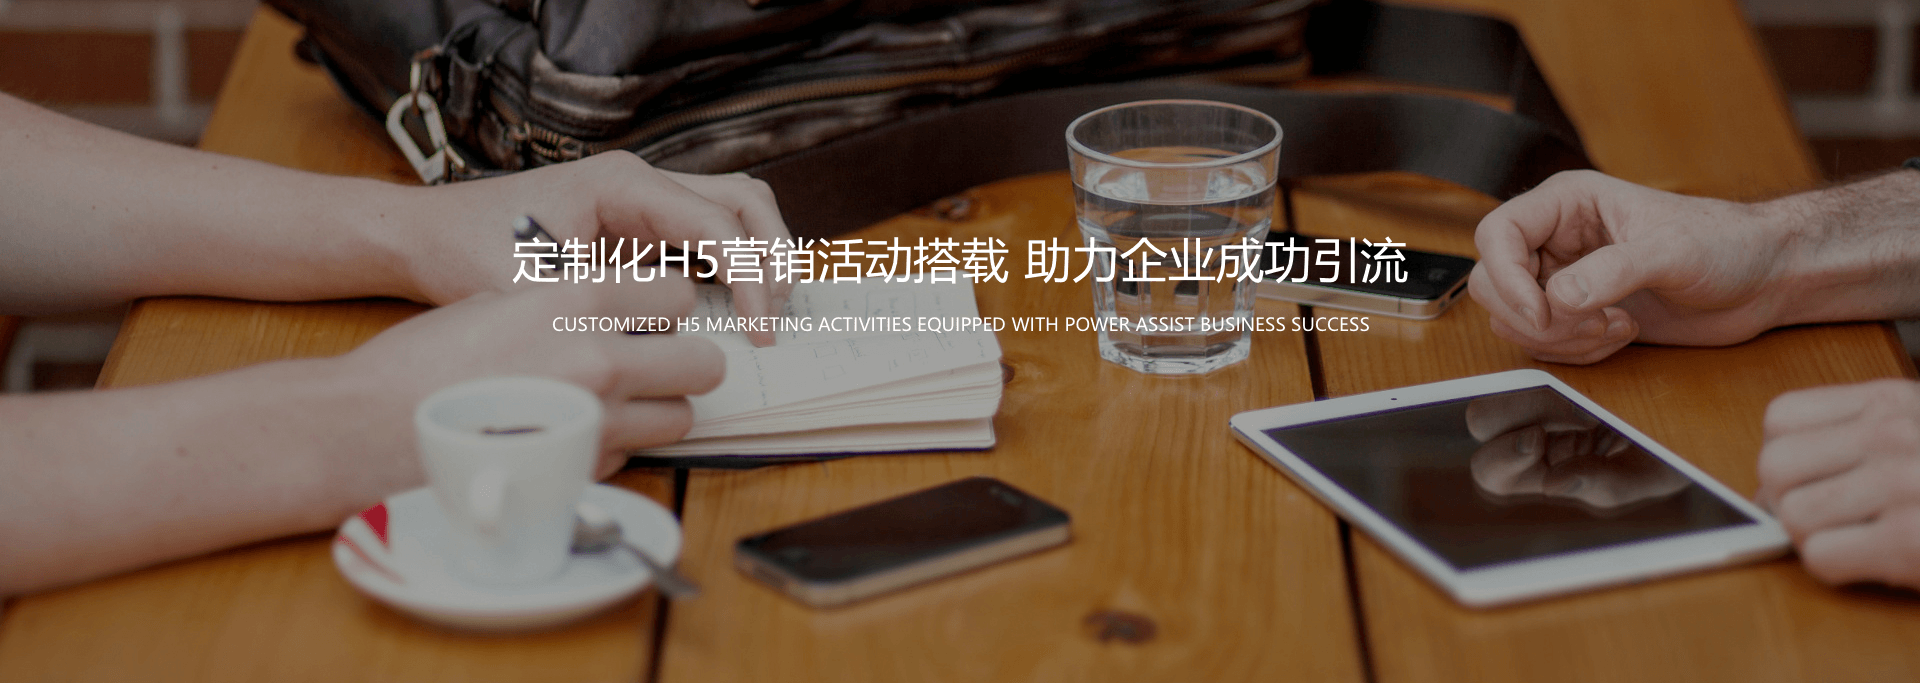 定制化H5营销活动搭载 助力企业成功引流
CUSTOMIZED H5 MARKETING ACTIVITIES EQUIPPED WITH POWER ASSIST BUSINESS SUCCESS